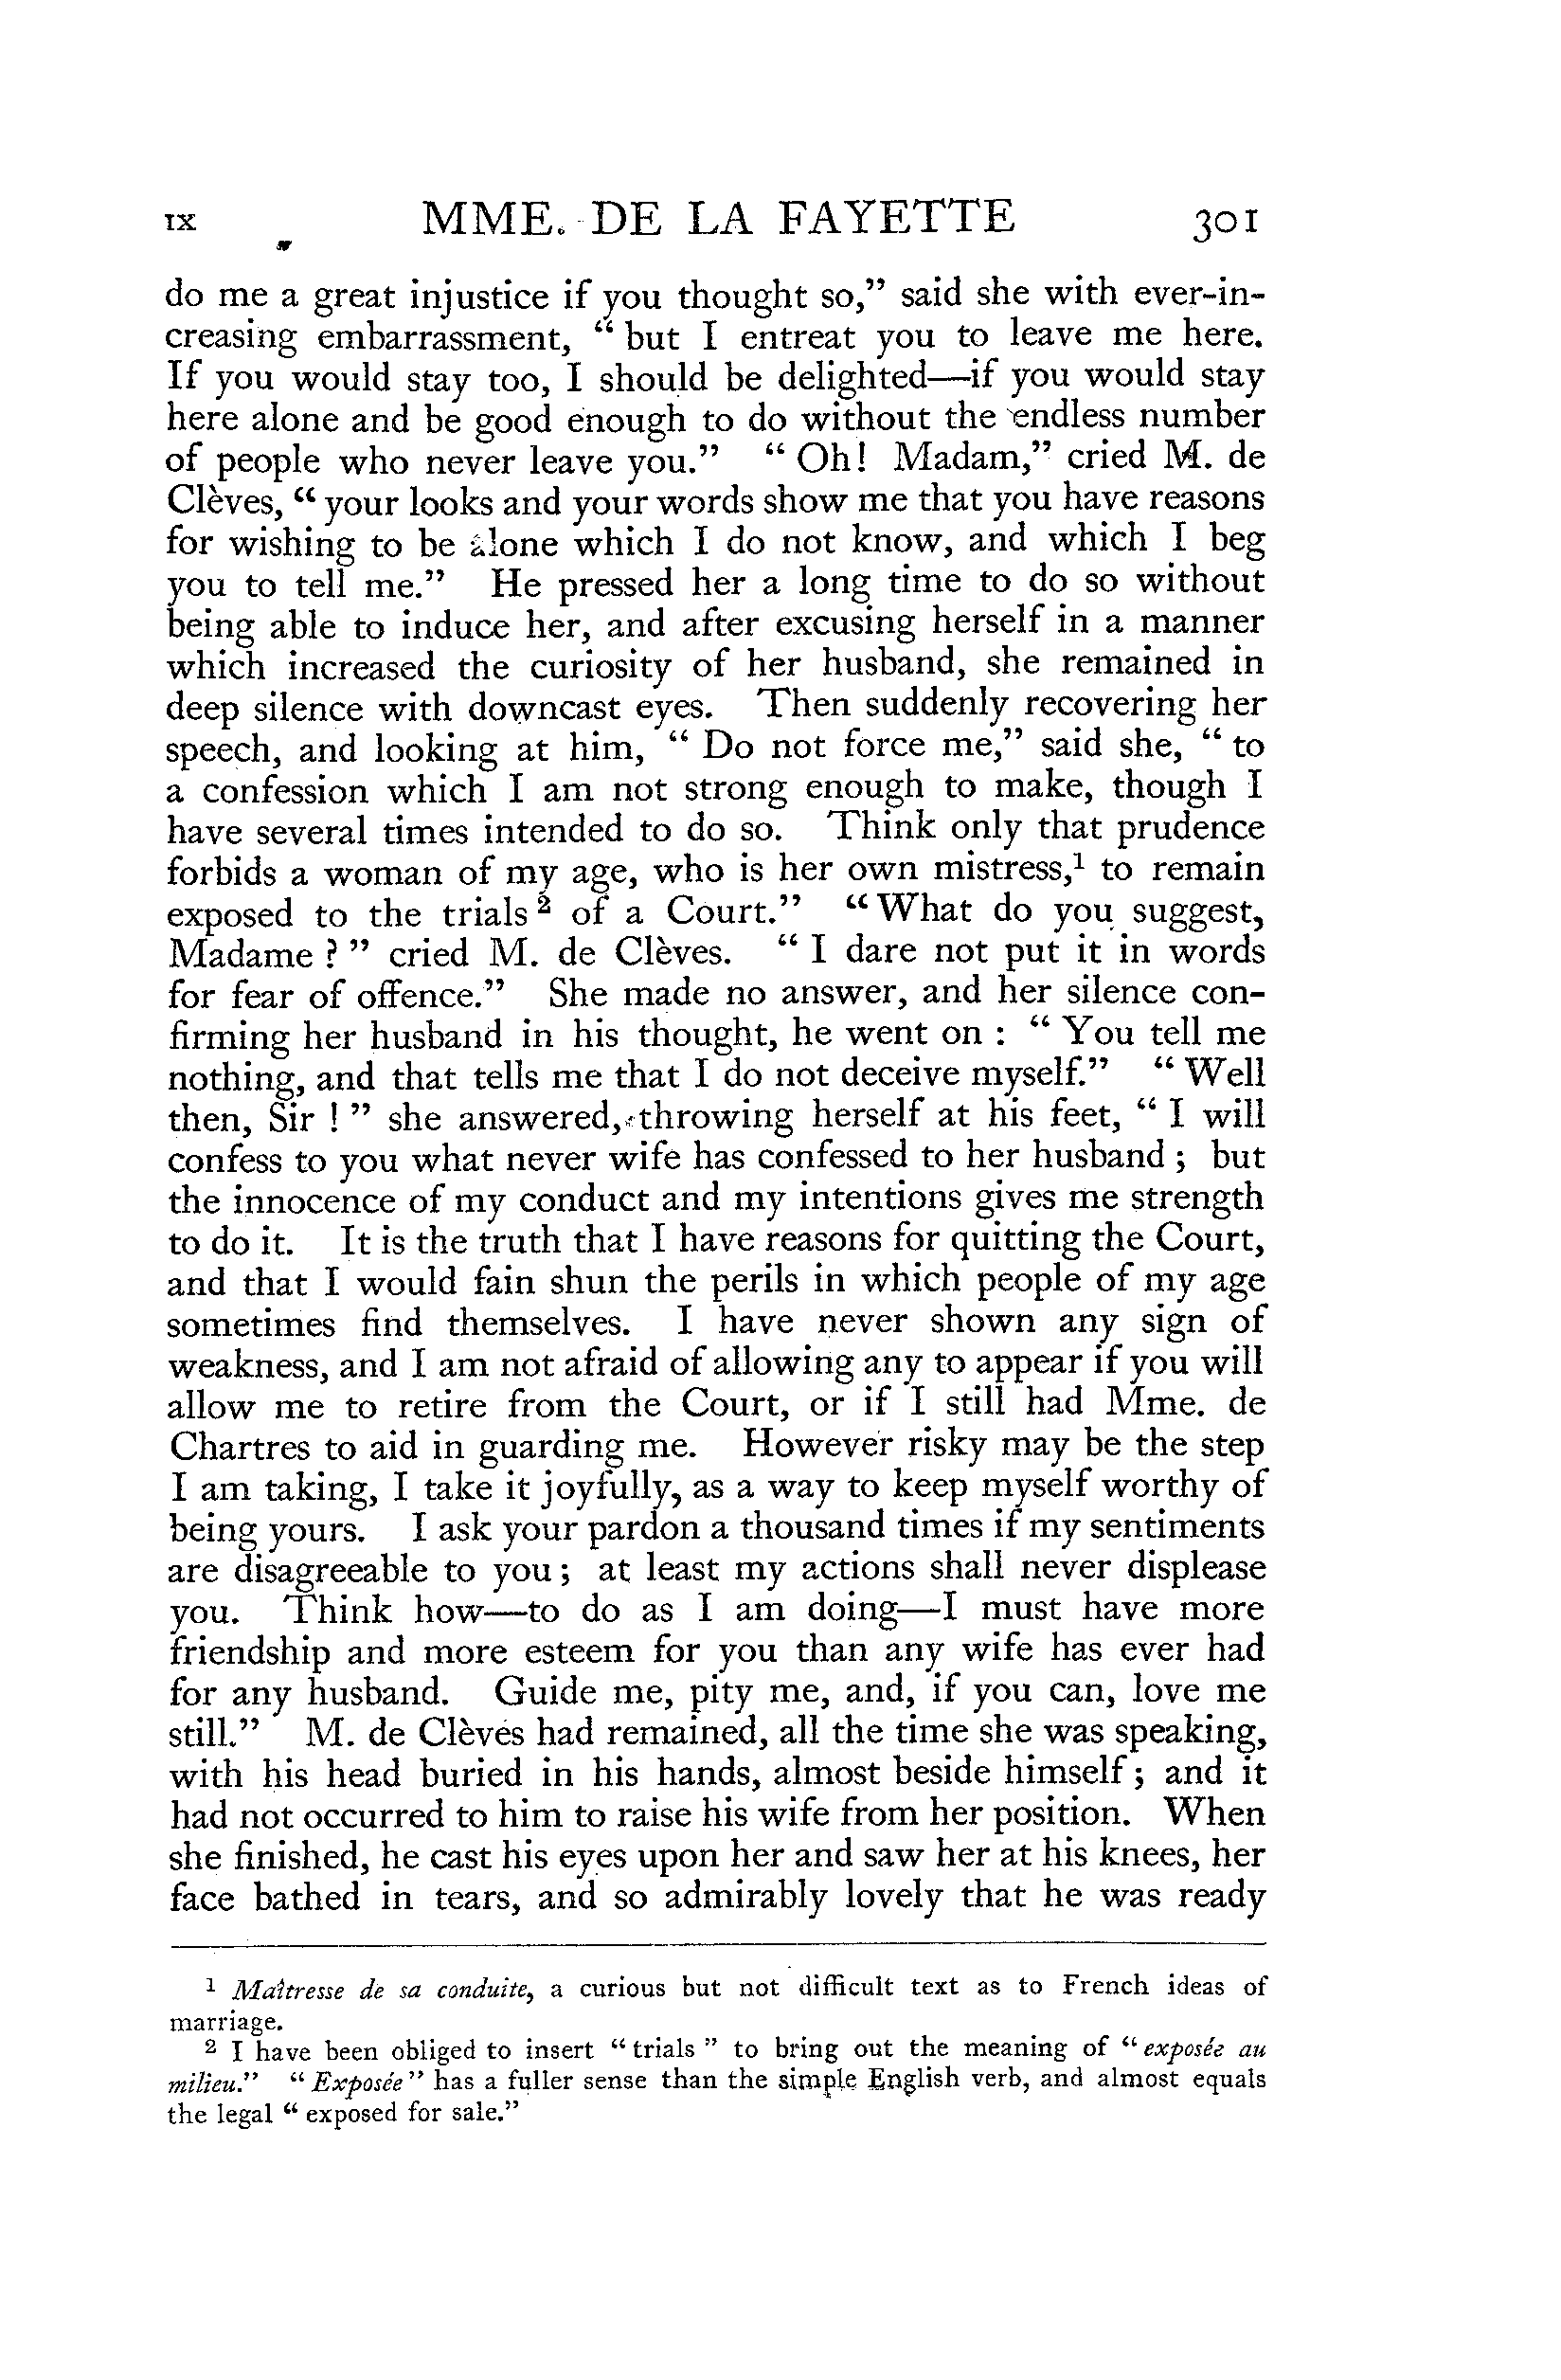 IX MME. DE LA FAYETTE 301
do me a great injustice if you thought so,” said she with ever-in-
creasing embarrassment, “ but I entreat you to leave me here.
If you would stay too, I should be delighted—if you would stay
here alone and be good enough to do without the endless number
of people who never leave you.” “ Oh! Madam,” cried M. de
Clèves, “ your looks and your words show me that you have reasons
for wishing to be alone which I do not know, and which I beg
you to tell me.” He pressed her a long time to do so without
being able to induce her, and after excusing herself in a manner
which increased the curiosity of her husband, she remained in
deep silence with downcast eyes. Then suddenly recovering her
speech, and looking at him, “ Do not force me,” said she, “ to
a confession which I am not strong enough to make, though I
have several times intended to do so. Think only that prudence
forbids a woman of my age, who is her own mistress,¹ to remain
exposed to the trials ² of a Court.” “ What do you suggest,
Madame ? ” cried M. de Clèves. “ I dare not put it in words
for fear of offence.” She made no answer, and her silence con-
firming her husband in his thought, he went on : “ You tell me
nothing, and that tells me that I do not deceive myself.” “ Well
then, Sir ! ” she answered, throwing herself at his feet, “ I will
confess to you what never wife has confessed to her husband ; but
the innocence of my conduct and my intentions gives me strength
to do it. It is the truth that I have reasons for quitting the Court,
and that I would fain shun the perils in which people of my age
sometimes find themselves. I have never shown any sign of
weakness, and I am not afraid of allowing any to appear if you will
allow me to retire from the Court, or if I still had Mme. de
Chartres to aid in guarding me. However risky may be the step
I am taking, I take it joyfully, as a way to keep myself worthy of
being yours. I ask your pardon a thousand times if my sentiments
are disagreeable to you ; at least my actions shall never displease
you. Think how—to do as I am doing—I must have more
friendship and more esteem for you than any wife has ever had
for any husband. Guide me, pity me, and, if you can, love me
still.” M. de Clèves had remained, all the time she was speaking,
with his head buried in his hands, almost beside himself ; and it
had not occurred to him to raise his wife from her position. When
she finished, he cast his eyes upon her and saw her at his knees, her
face bathed in tears, and so admirably lovely that he was ready
¹ Maîtresse de sa conduite, a curious but not difficult text as to French ideas of
marriage.
² I have been obliged to insert “ trials ” to bring out the meaning of “ exposée au
milieu.” “ Exposée ” has a fuller sense than the simple English verb, and almost equals
the legal “ exposed for sale.”